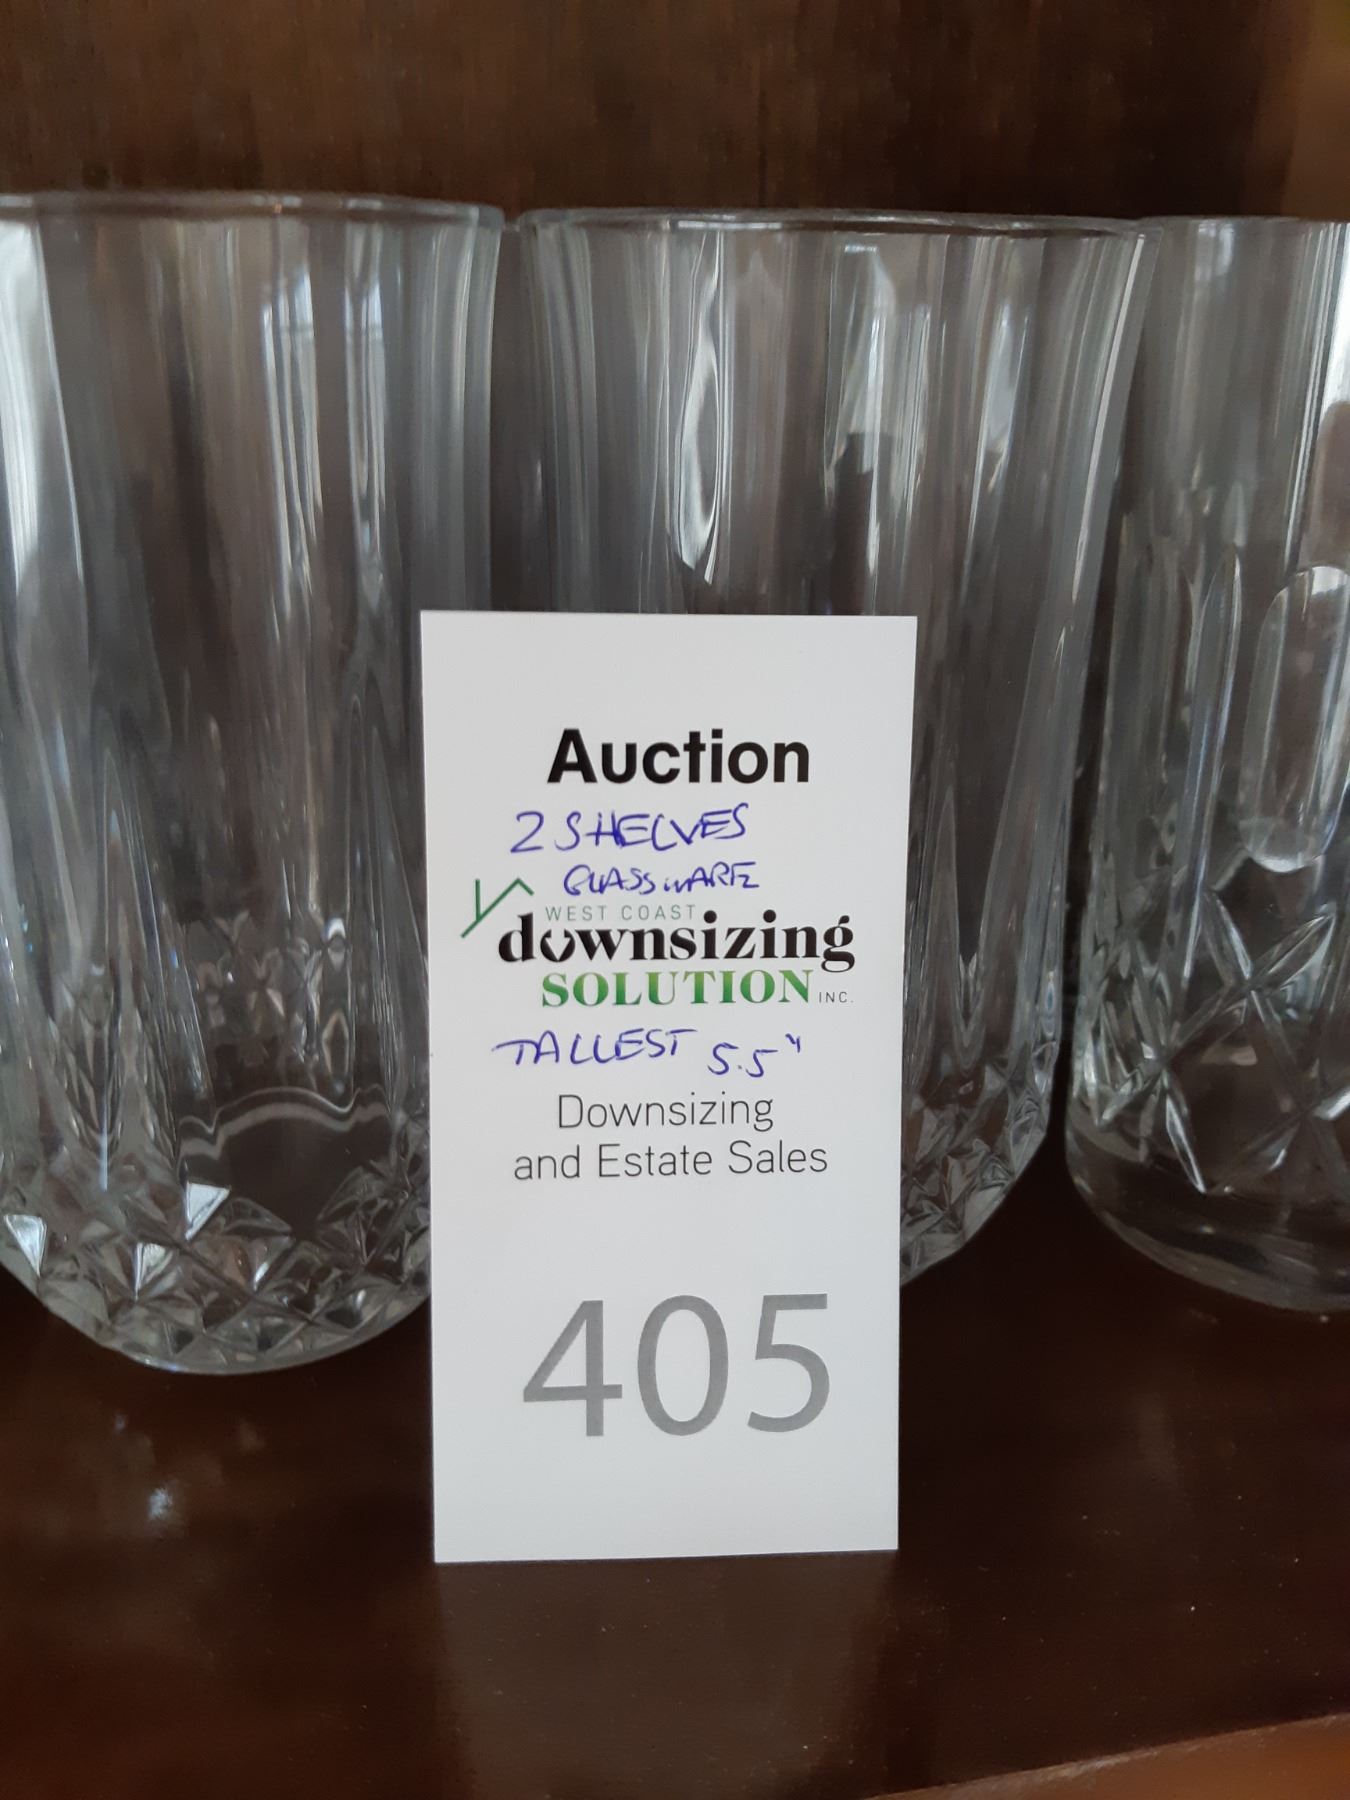 Auction
2 SHELVES
GLASSWARE
WEST COAST
downsizing
SOLUTION INC.
TALLEST 5.5"
Downsizing
and Estate Sales
405